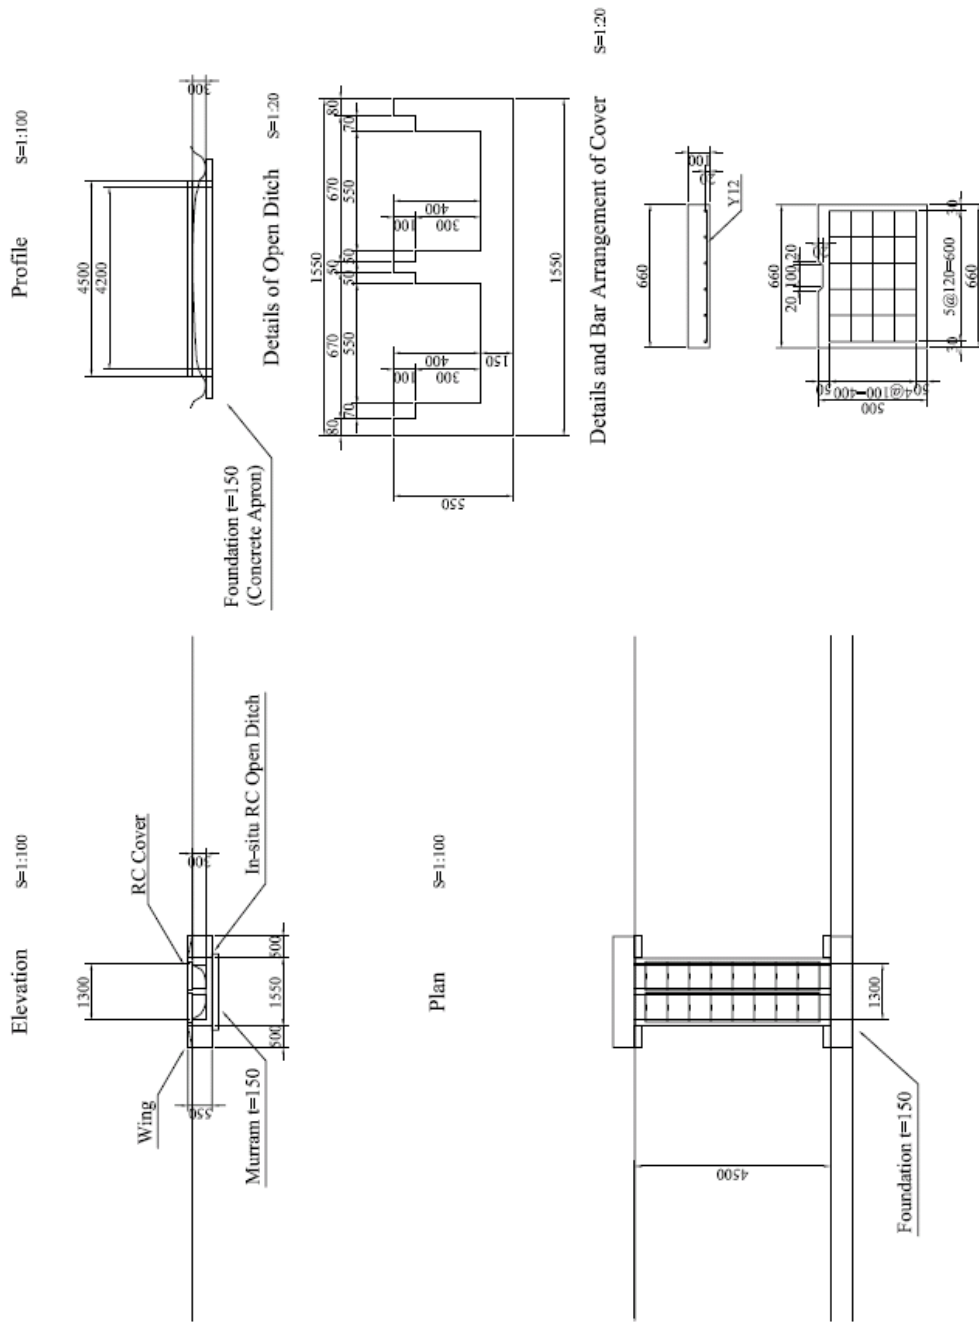 Elevation S=1:100
1300
RC Cover
Wing
550
300
500
1550
500
Murram t=150
In-situ RC Open Ditch
Plan S=1:100
4500
1300
Foundation t=150
Profile S=1:100
4500
4200
300
Foundation t=150
(Concrete Apron)
Details of Open Ditch S=1:20
1550
80 670 50 670 80
70 550 50 50 550 70
100
300
400
100
300
400
150
550
1550
Details and Bar Arrangement of Cover S=1:20
660
100
20
Y12
660
20 100 20
50 4@100=400 50
500
30 5@120=600 30
660